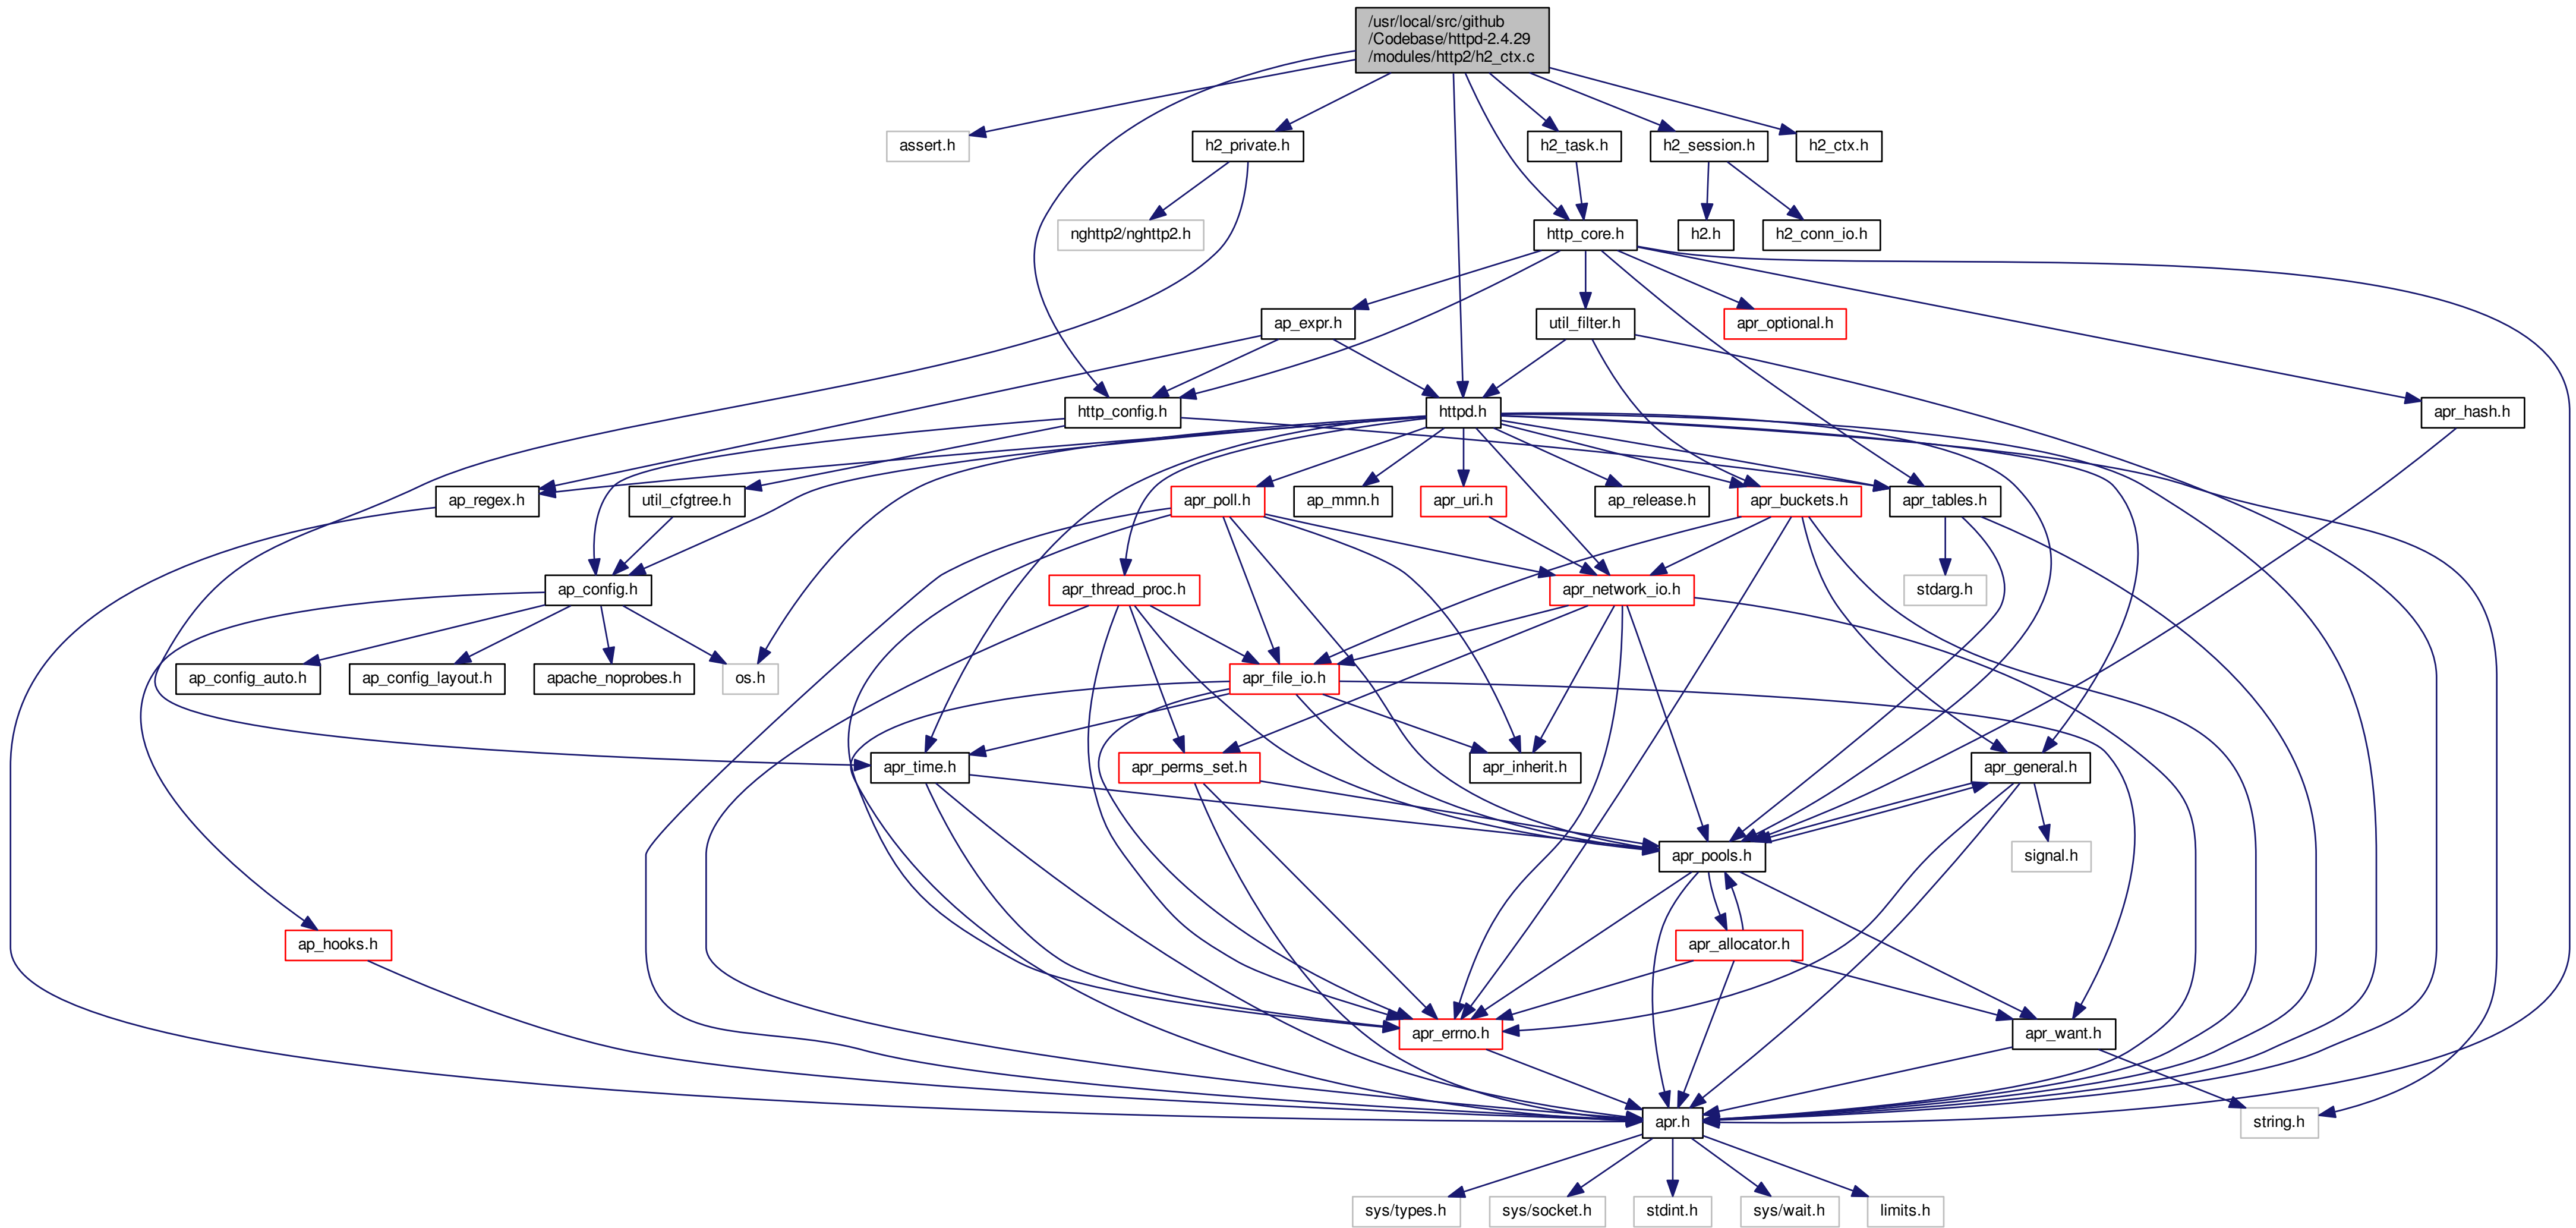 /usr/local/src/github
/Codebase/httpd-2.4.29
/modules/http2/h2_ctx.c
assert.h
h2_private.h
h2_task.h
h2_session.h
h2_ctx.h
nghttp2/nghttp2.h
http_core.h
h2.h
h2_conn_io.h
ap_expr.h
util_filter.h
apr_optional.h
http_config.h
httpd.h
apr_hash.h
ap_regex.h
util_cfgtree.h
apr_poll.h
ap_mmn.h
apr_uri.h
ap_release.h
apr_buckets.h
apr_tables.h
ap_config.h
apr_thread_proc.h
apr_network_io.h
stdarg.h
ap_config_auto.h
ap_config_layout.h
apache_noprobes.h
os.h
apr_file_io.h
apr_time.h
apr_perms_set.h
apr_inherit.h
apr_general.h
apr_pools.h
signal.h
ap_hooks.h
apr_allocator.h
apr_errno.h
apr_want.h
apr.h
string.h
sys/types.h
sys/socket.h
stdint.h
sys/wait.h
limits.h